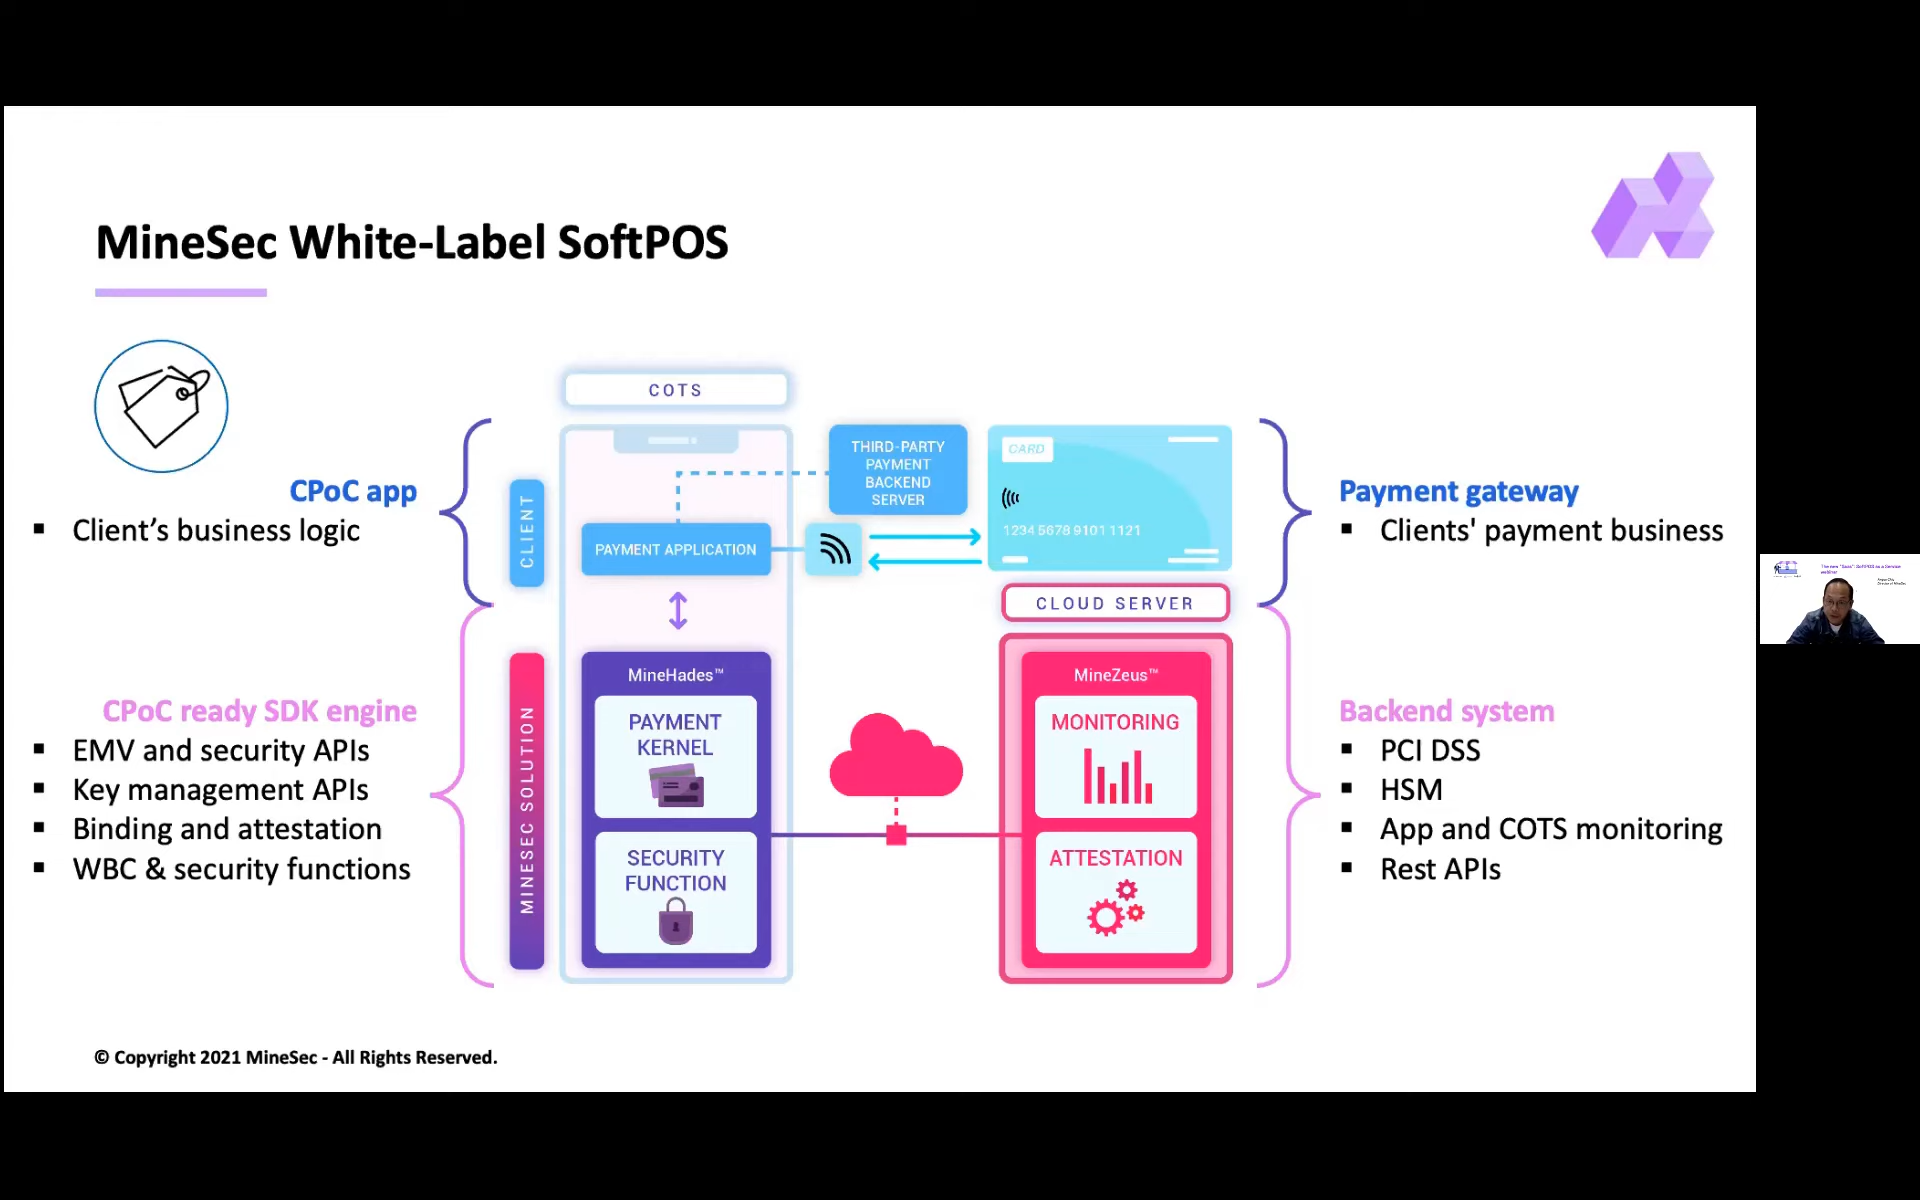 MineSec White-Label SoftPOS
COTS
CPoC app
▪ Client’s business logic
CLIENT
THIRD-PARTY
PAYMENT
BACKEND
SERVER
PAYMENT APPLICATION
CARD
1234 5678 9101 1121
Payment gateway
▪ Clients' payment business
CLOUD SERVER
CPoC ready SDK engine
▪ EMV and security APIs
▪ Key management APIs
▪ Binding and attestation
▪ WBC & security functions
MINESEC SOLUTION
MineHades™
PAYMENT
KERNEL
SECURITY
FUNCTION
MineZeus™
MONITORING
ATTESTATION
Backend system
▪ PCI DSS
▪ HSM
▪ App and COTS monitoring
▪ Rest APIs
© Copyright 2021 MineSec - All Rights Reserved.